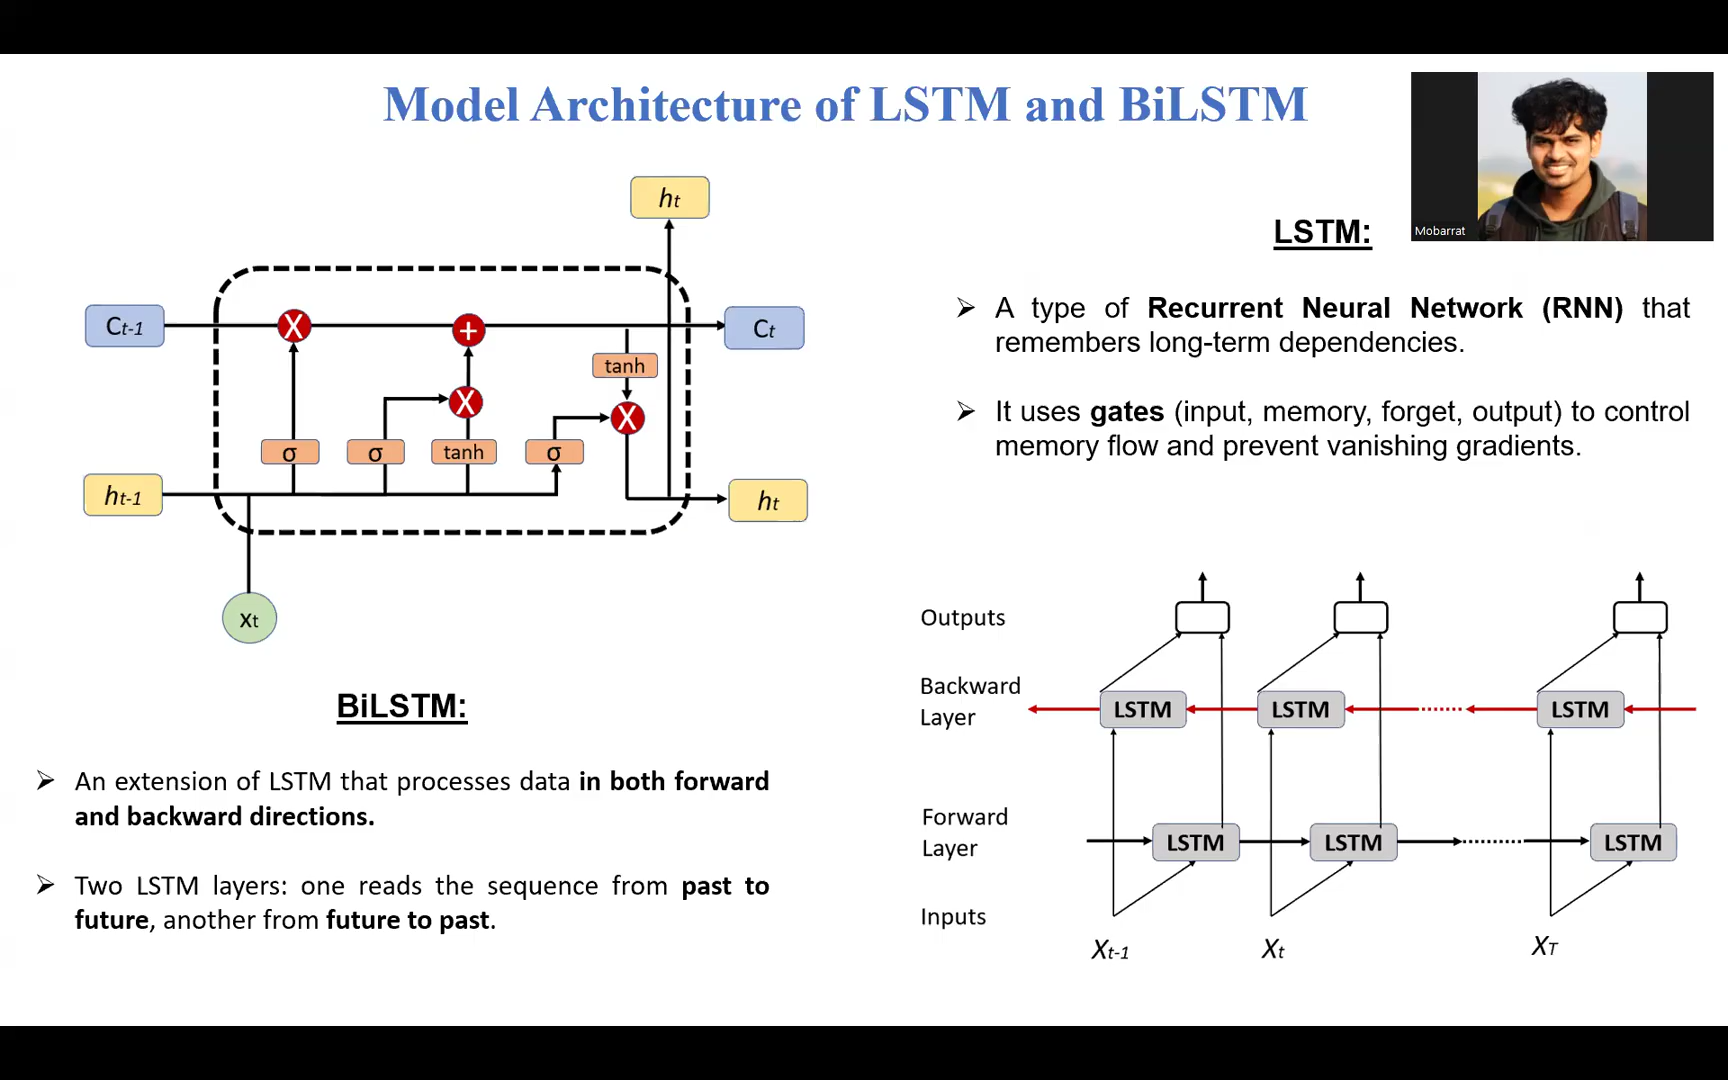 Model Architecture of LSTM and BiLSTM
Mobarrat
ht
Ct-1
X
+
Ct
tanh
X
X
σ
σ
tanh
σ
ht-1
ht
xt
LSTM:
➢ A type of Recurrent Neural Network (RNN) that
remembers long-term dependencies.
➢ It uses gates (input, memory, forget, output) to control
memory flow and prevent vanishing gradients.
BiLSTM:
➢ An extension of LSTM that processes data in both forward
and backward directions.
➢ Two LSTM layers: one reads the sequence from past to
future, another from future to past.
Outputs
Backward
Layer
LSTM
LSTM
LSTM
Forward
Layer
LSTM
LSTM
LSTM
Inputs
Xt-1
Xt
XT